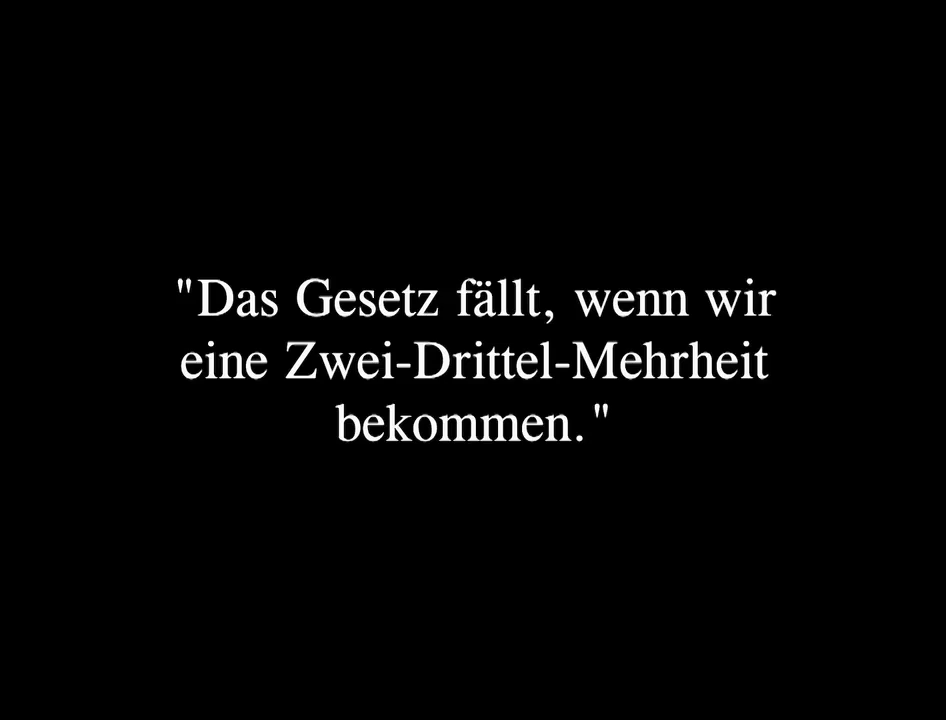 "Das Gesetz fällt, wenn wir
eine Zwei-Drittel-Mehrheit
bekommen."